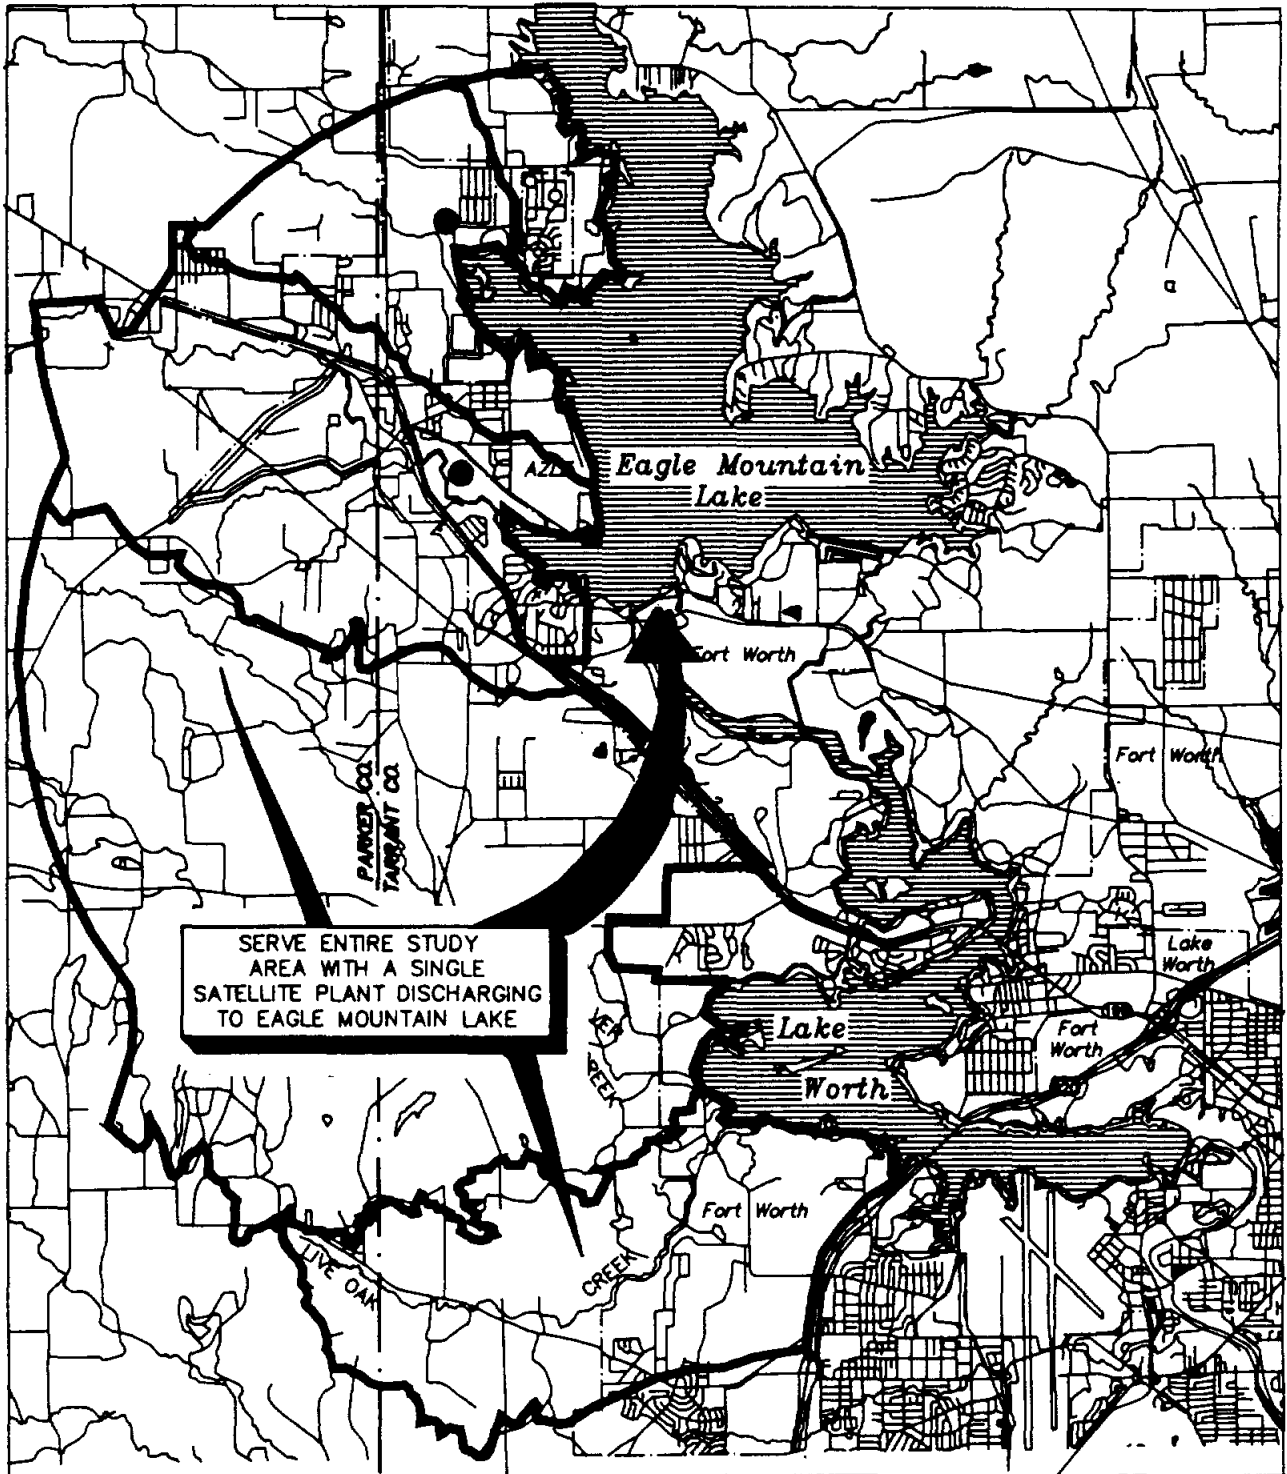 AZLE
Eagle Mountain
Lake
Fort Worth
Fort Worth
PARKER CO.
TARRANT CO.
SERVE ENTIRE STUDY
AREA WITH A SINGLE
SATELLITE PLANT DISCHARGING
TO EAGLE MOUNTAIN LAKE
Lake
Worth
Lake
Worth
Fort
Worth
Fort Worth
LIVE OAK
CREEK